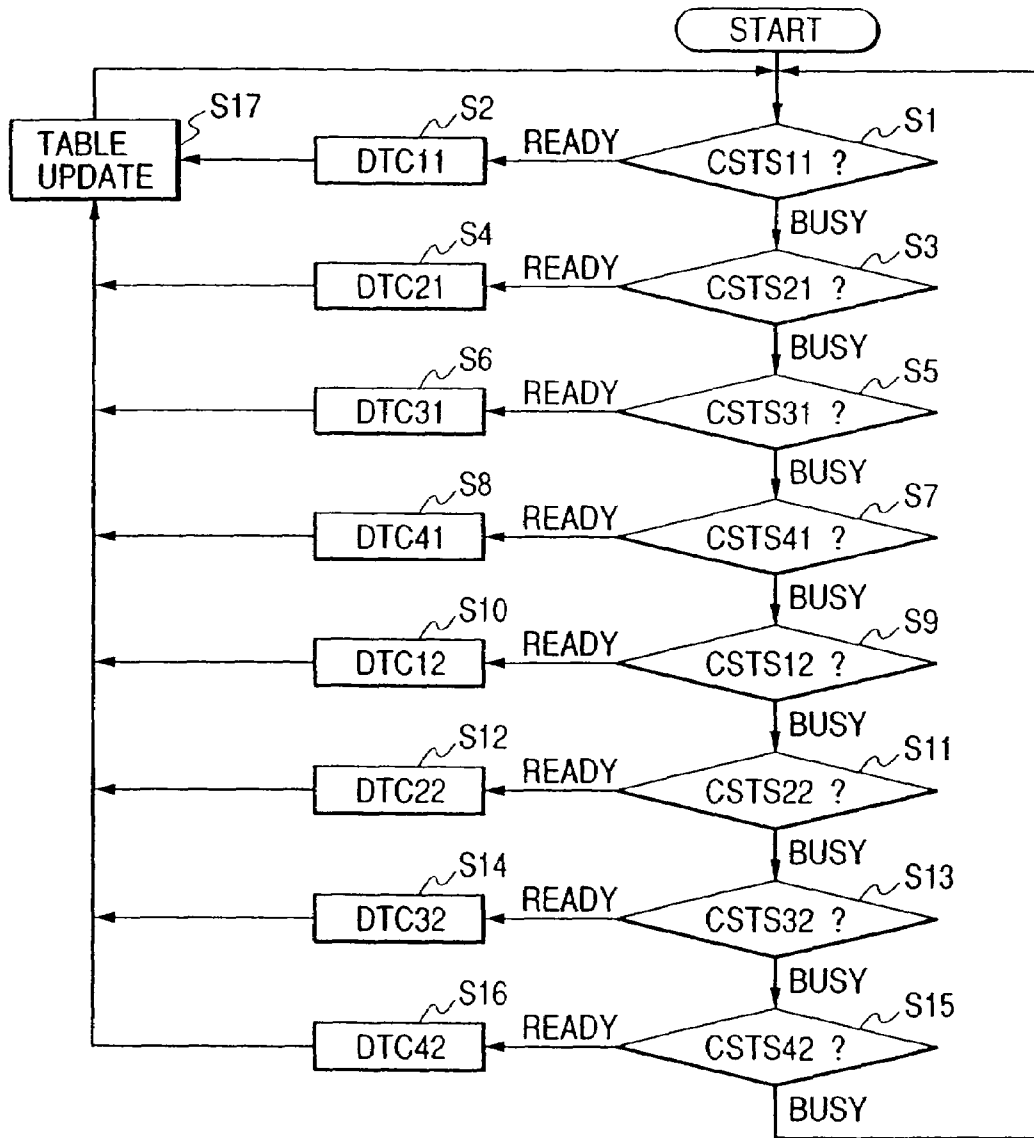 START
S17
TABLE
UPDATE
S2
DTC11
READY
S1
CSTS11 ?
BUSY
S4
DTC21
READY
S3
CSTS21 ?
BUSY
S6
DTC31
READY
S5
CSTS31 ?
BUSY
S8
DTC41
READY
S7
CSTS41 ?
BUSY
S10
DTC12
READY
S9
CSTS12 ?
BUSY
S12
DTC22
READY
S11
CSTS22 ?
BUSY
S14
DTC32
READY
S13
CSTS32 ?
BUSY
S16
DTC42
READY
S15
CSTS42 ?
BUSY